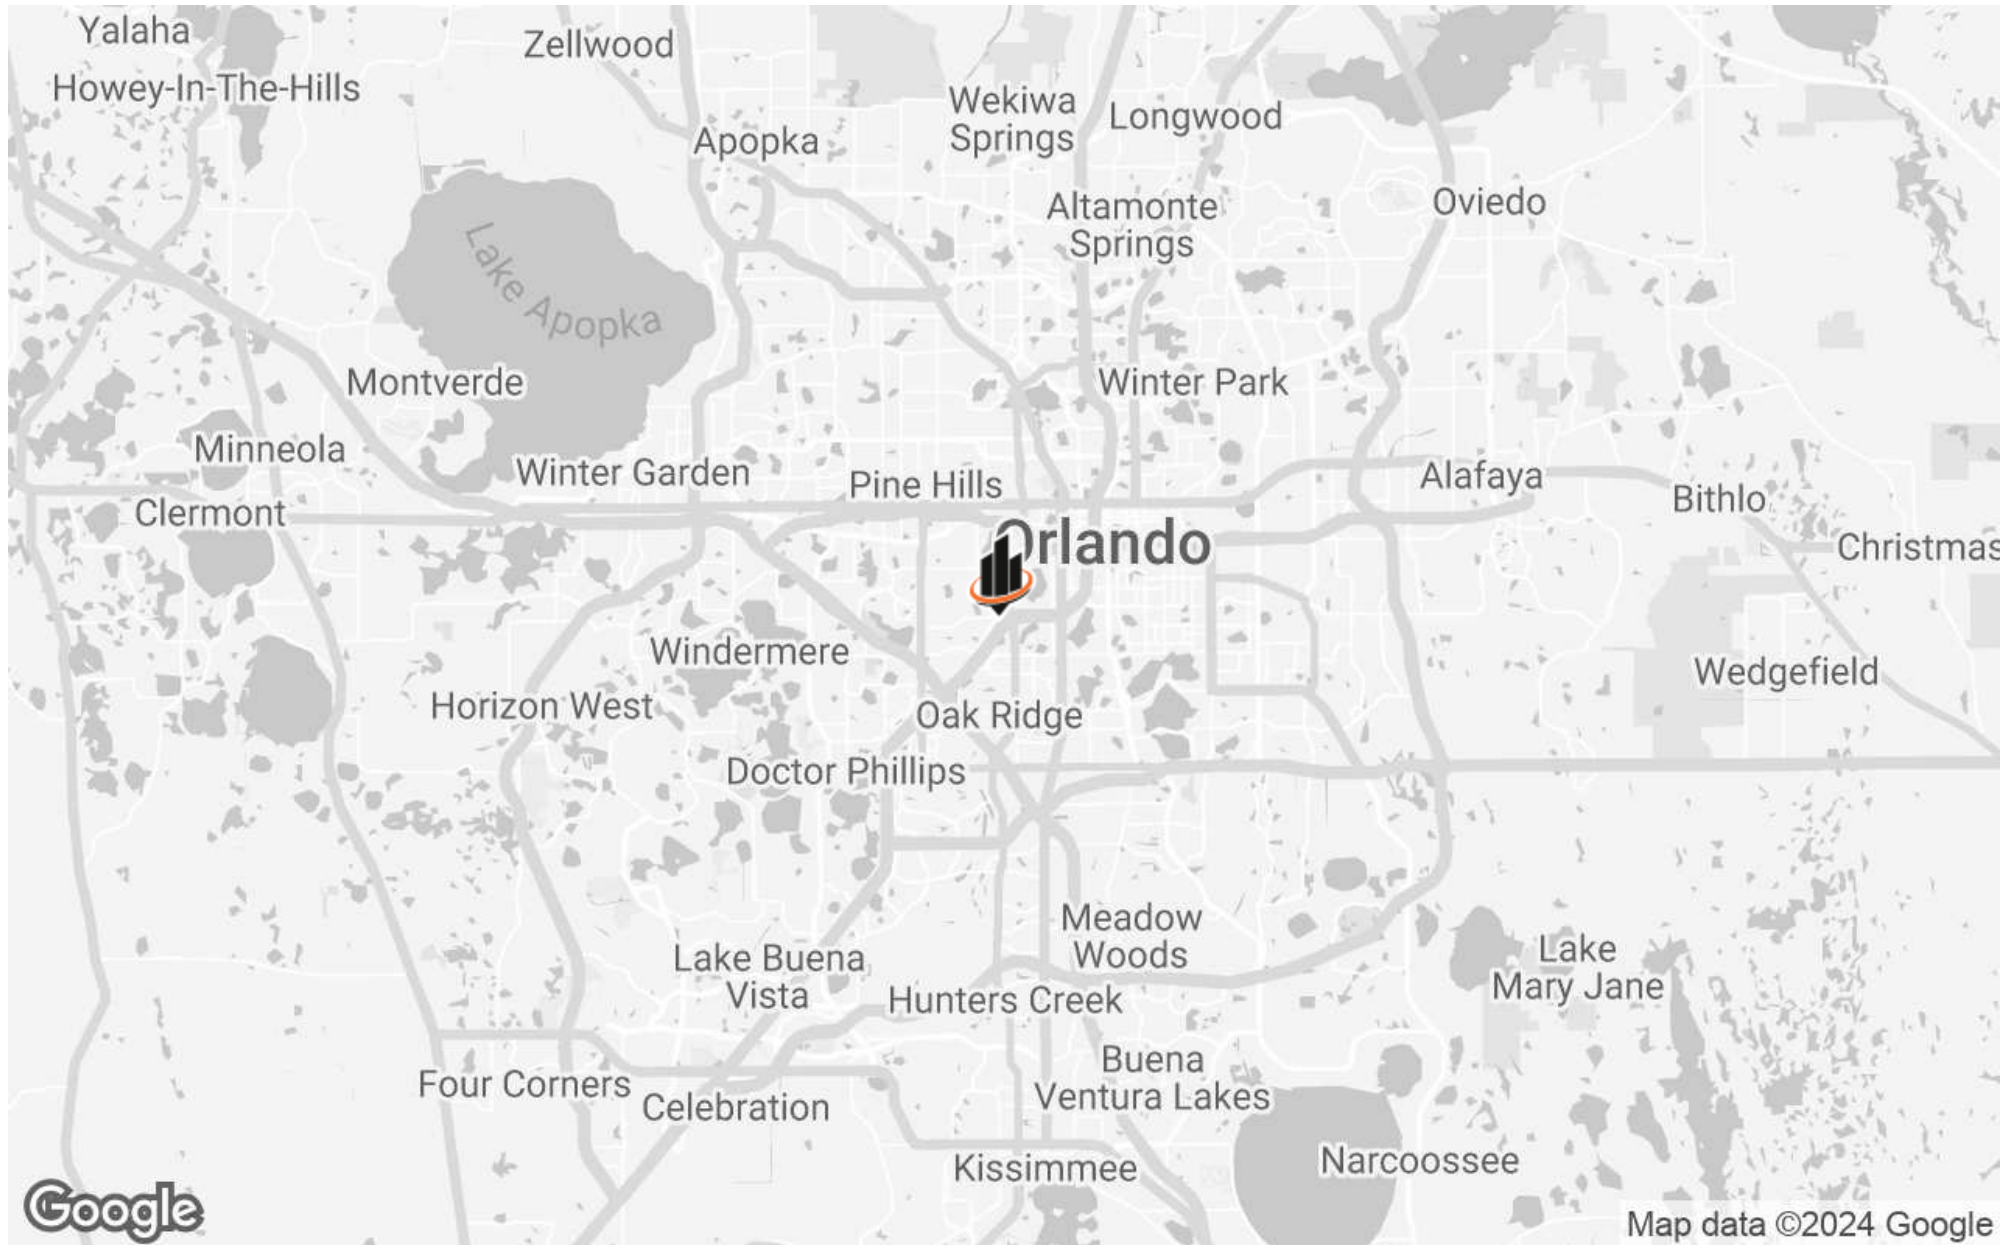 Yalaha
Zellwood
Howey-In-The-Hills
Wekiwa
Springs
Longwood
Apopka
Altamonte
Springs
Oviedo
Lake Apopka
Montverde
Winter Park
Minneola
Winter Garden
Pine Hills
Alafaya
Bithlo
Clermont
Orlando
Christmas
Windermere
Wedgefield
Horizon West
Oak Ridge
Doctor Phillips
Meadow
Woods
Lake Buena
Vista
Lake
Mary Jane
Hunters Creek
Buena
Ventura Lakes
Four Corners
Celebration
Kissimmee
Narcoossee
Google
Map data ©2024 Google